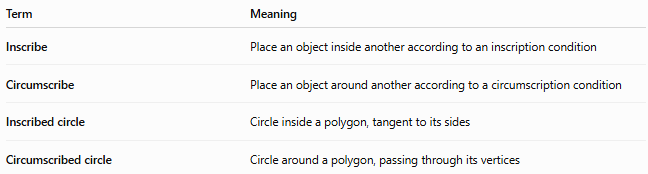 Term Meaning
Inscribe Place an object inside another according to an inscription condition
Circumscribe Place an object around another according to a circumscription condition
Inscribed circle Circle inside a polygon, tangent to its sides
Circumscribed circle Circle around a polygon, passing through its vertices